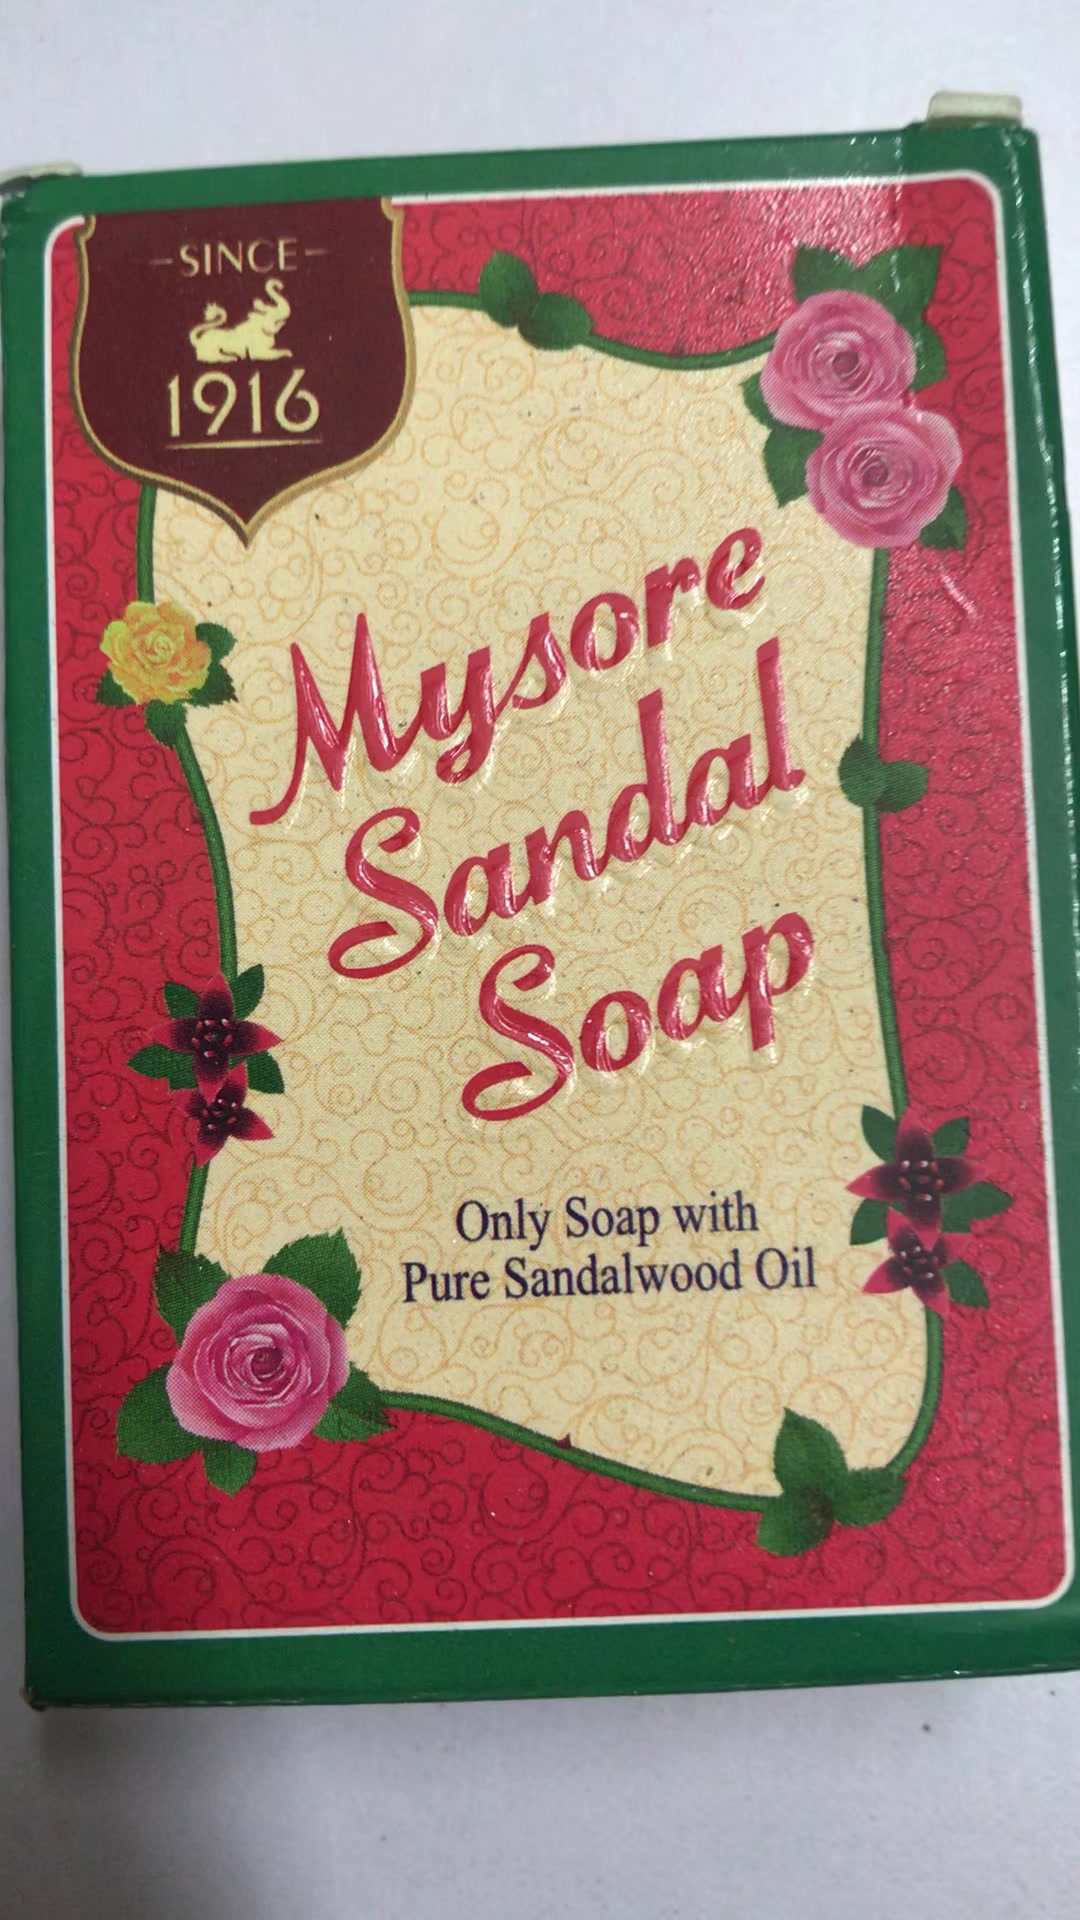 -SINCE-
1916
Mysore
Sandal
Soap
Only Soap with
Pure Sandalwood Oil